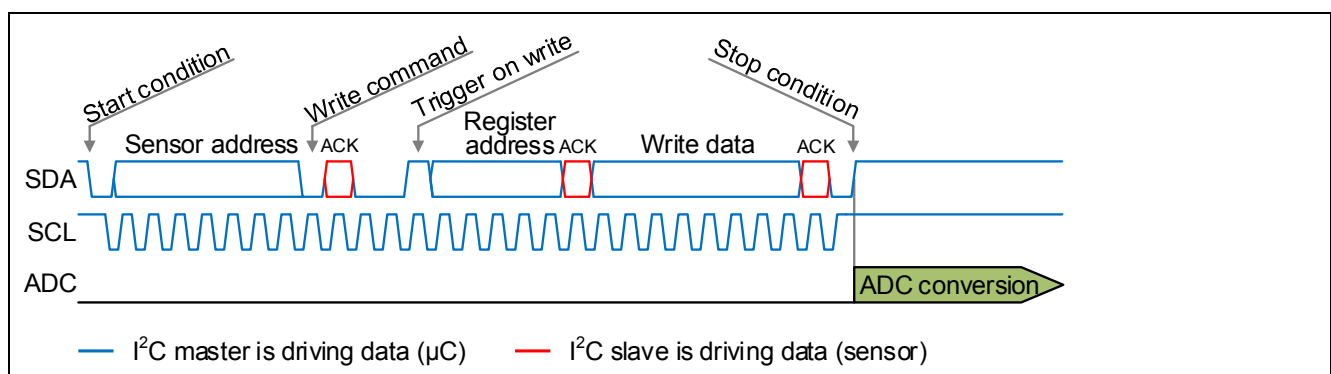 Start condition
Write command
Trigger on write
Stop condition
Sensor address
ACK
Register
address
ACK
Write data
ACK
SDA
SCL
ADC
ADC conversion
I²C master is driving data (µC)
I²C slave is driving data (sensor)